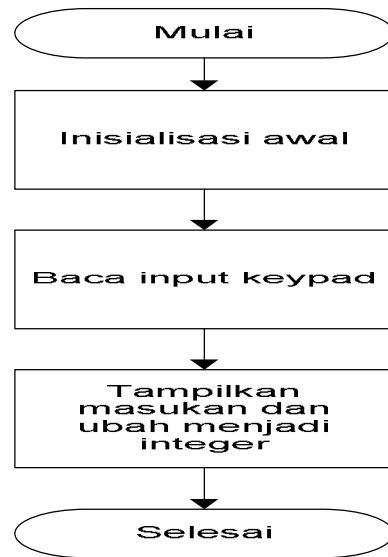 Mulai
Inisialisasi awal
Baca input keypad
Tampilkan
masukan dan
ubah menjadi
integer
Selesai